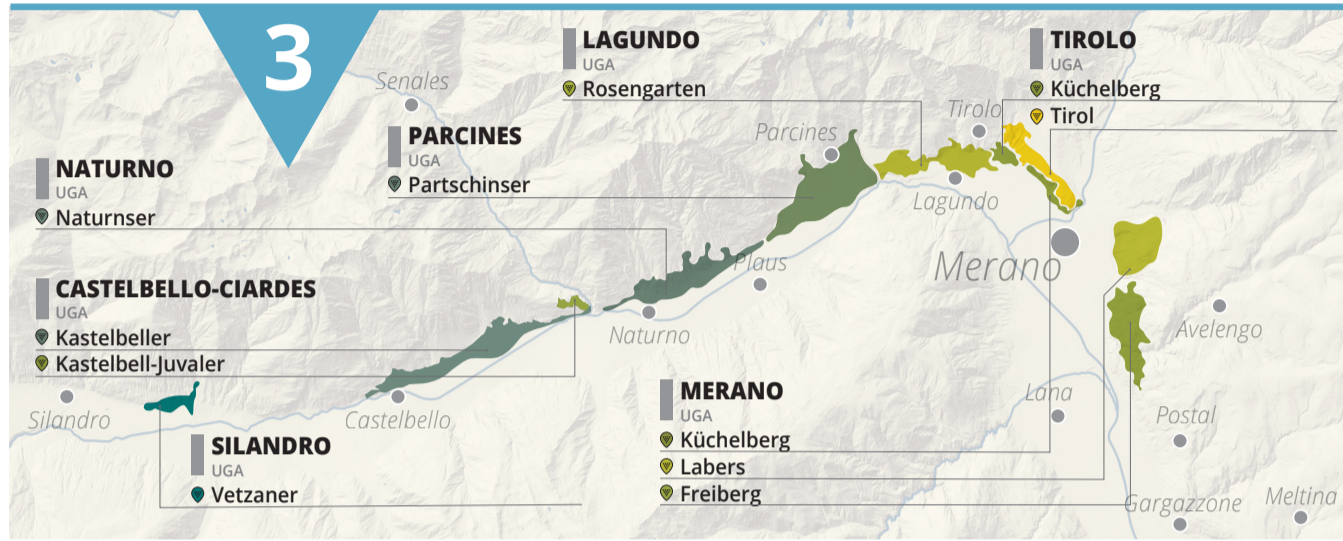 3
LAGUNDO
UGA
Rosengarten
TIROLO
UGA
Küchelberg
Tirol
Senales
Tirolo
PARCINES
UGA
Partschinser
Parcines
NATURNO
UGA
Naturnser
Lagundo
Merano
Plaus
CASTELBELLO-CIARDES
UGA
Kastelbeller
Kastelbell-Juvaler
Naturno
Avelengo
MERANO
UGA
Küchelberg
Labers
Freiberg
Lana
Silandro
Castelbello
Postal
SILANDRO
UGA
Vetzaner
Gargazzone
Meltina